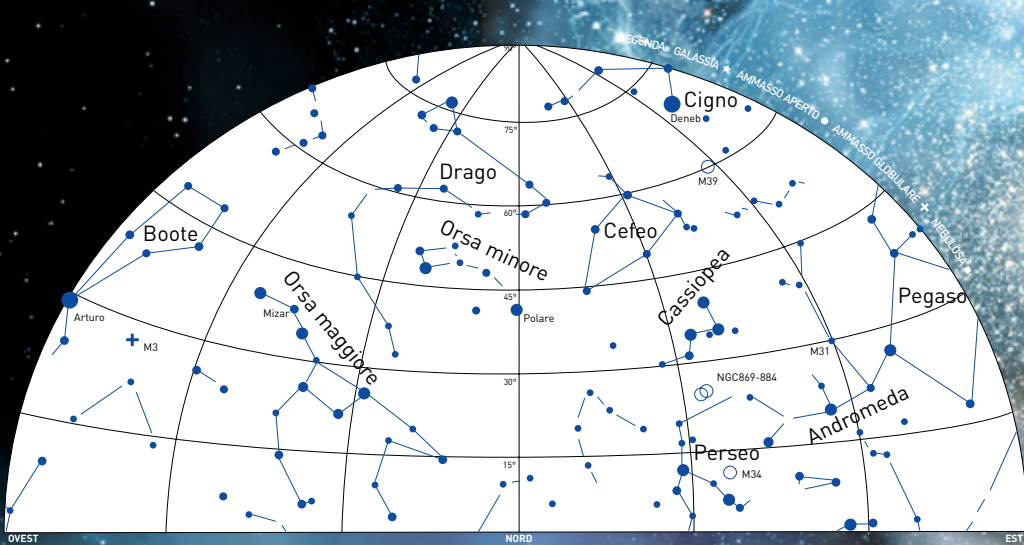 90°
LEGENDA GALASSIA AMMASSO APERTO AMMASSO GLOBULARE NEBULOSA
Cigno
Deneb
75°
M39
Drago
60°
Boote
Orsa minore
Cefeo
Cassiopea
Orsa maggiore
45°
Pegaso
Arturo
Mizar
Polare
M3
M31
30°
NGC869-884
Andromeda
Perseo
15°
M34
OVEST
NORD
EST